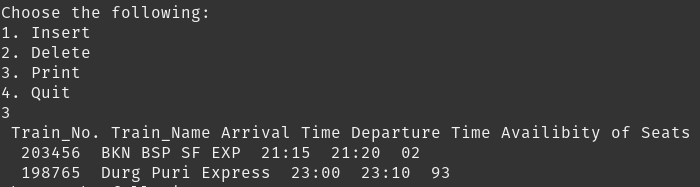 Choose the following:
1. Insert
2. Delete
3. Print
4. Quit
3
Train_No. Train_Name Arrival Time Departure Time Availibity of Seats
203456 BKN BSP SF EXP 21:15 21:20 02
198765 Durg Puri Express 23:00 23:10 93